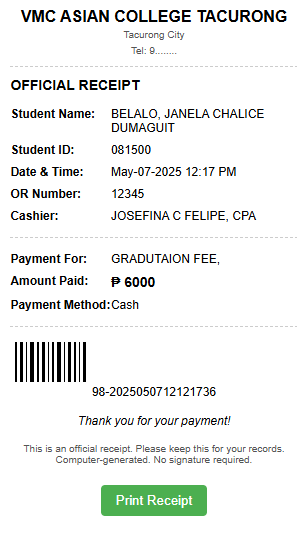 VMC ASIAN COLLEGE TACURONG
Tacurong City
Tel: 9........
OFFICIAL RECEIPT
Student Name: BELALO, JANELA CHALICE
DUMAGUIT
Student ID: 081500
Date & Time: May-07-2025 12:17 PM
OR Number: 12345
Cashier: JOSEFINA C FELIPE, CPA
Payment For: GRADUTAION FEE,
Amount Paid: ₱ 6000
Payment Method: Cash
98-2025050712121736
Thank you for your payment!
This is an official receipt. Please keep this for your records.
Computer-generated. No signature required.
Print Receipt